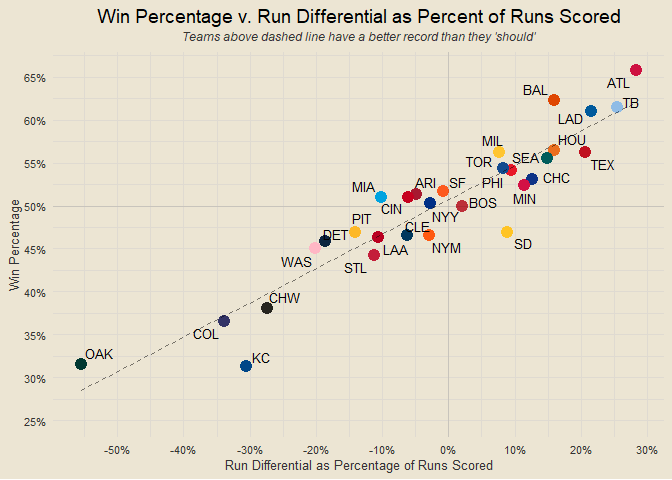 Win Percentage v. Run Differential as Percent of Runs Scored
Teams above dashed line have a better record than they 'should'
Win Percentage
65%
60%
55%
50%
45%
40%
35%
30%
25%
ATL
BAL
TB
LAD
MIL
HOU
TOR
SEA
TEX
MIA
ARI
SF
PHI
CHC
CIN
MIN
BOS
PIT
NYY
DET
CLE
SD
WAS
LAA
NYM
STL
CHW
COL
OAK
KC
-50%
-40%
-30%
-20%
-10%
0%
10%
20%
30%
Run Differential as Percentage of Runs Scored